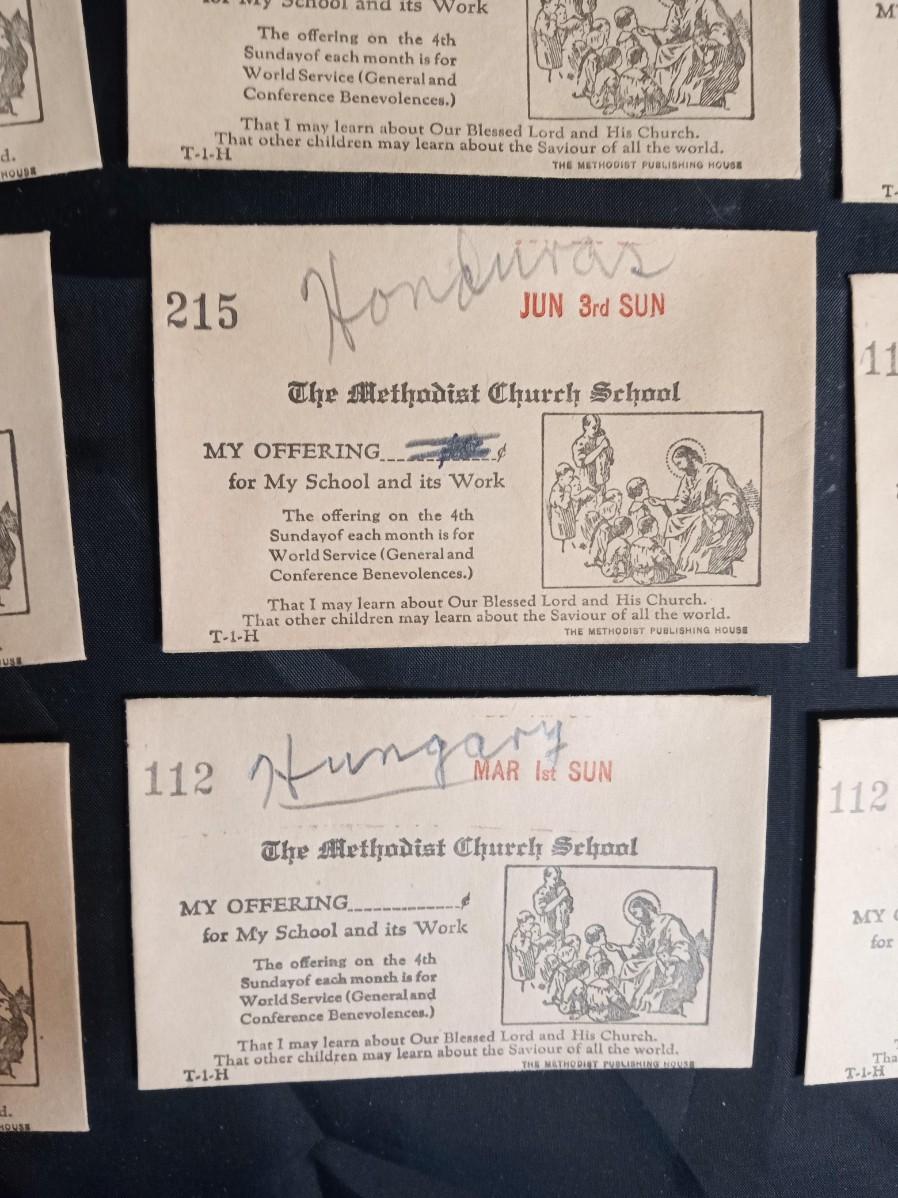 for My School and its Work
The offering on the 4th
Sundayof each month is for
World Service (General and
Conference Benevolences.)
That I may learn about Our Blessed Lord and His Church.
That other children may learn about the Saviour of all the world.
T-1-H
THE METHODIST PUBLISHING HOUSE
d.
HOUSE
M
T-
Honduras
215
JUN 3rd SUN
The Methodist Church School
MY OFFERING ¢
for My School and its Work
The offering on the 4th
Sundayof each month is for
World Service (General and
Conference Benevolences.)
That I may learn about Our Blessed Lord and His Church.
That other children may learn about the Saviour of all the world.
T-1-H
THE METHODIST PUBLISHING HOUSE
11
Hungary
112
MAR 1st SUN
The Methodist Church School
MY OFFERING ¢
for My School and its Work
The offering on the 4th
Sundayof each month is for
World Service (General and
Conference Benevolences.)
That I may learn about Our Blessed Lord and His Church.
That other children may learn about the Saviour of all the world.
T-1-H
THE METHODIST PUBLISHING HOUSE
d.
HOUSE
112
MY
for
Tha
T-1-H